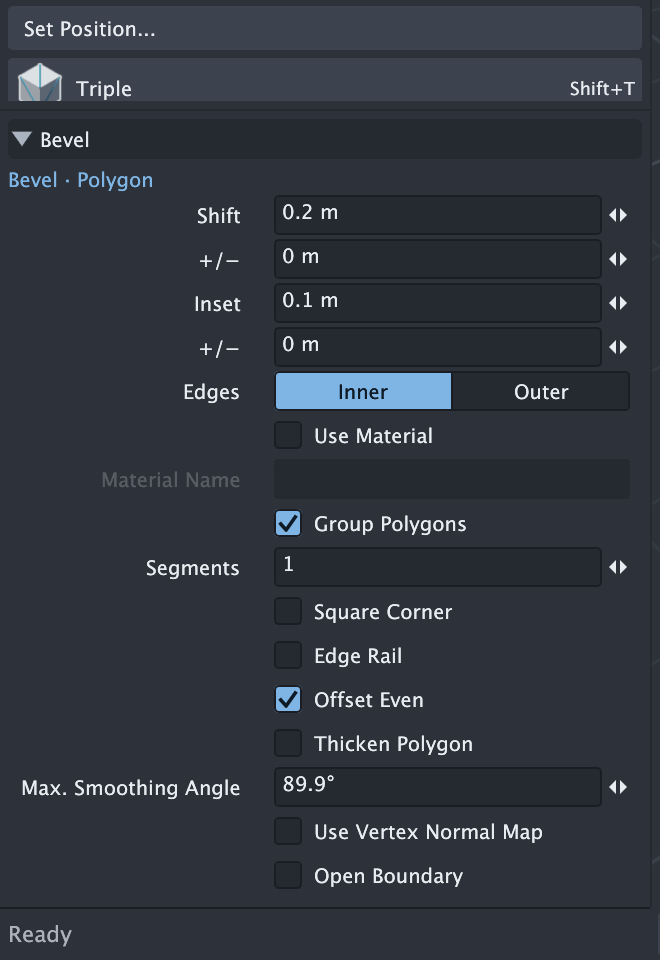 Set Position...
Triple Shift+T
Bevel
Bevel · Polygon
Shift 0.2 m
+/− 0 m
Inset 0.1 m
+/− 0 m
Edges Inner Outer
Use Material
Material Name
Group Polygons
Segments 1
Square Corner
Edge Rail
Offset Even
Thicken Polygon
Max. Smoothing Angle 89.9°
Use Vertex Normal Map
Open Boundary
Ready